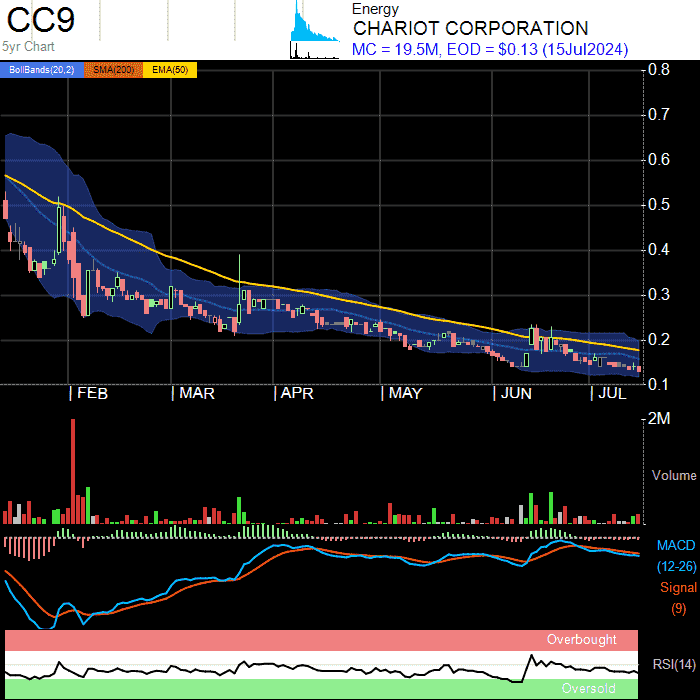 CC9
5yr Chart
Energy
CHARIOT CORPORATION
MC = 19.5M, EOD = $0.13 (15Jul2024)
BollBands(20,2) SMA(200) EMA(50)
0.8
0.7
0.6
0.5
0.4
0.3
0.2
0.1
FEB MAR APR MAY JUN JUL
2M
Volume
MACD
(12-26)
Signal
(9)
Overbought
RSI(14)
Oversold